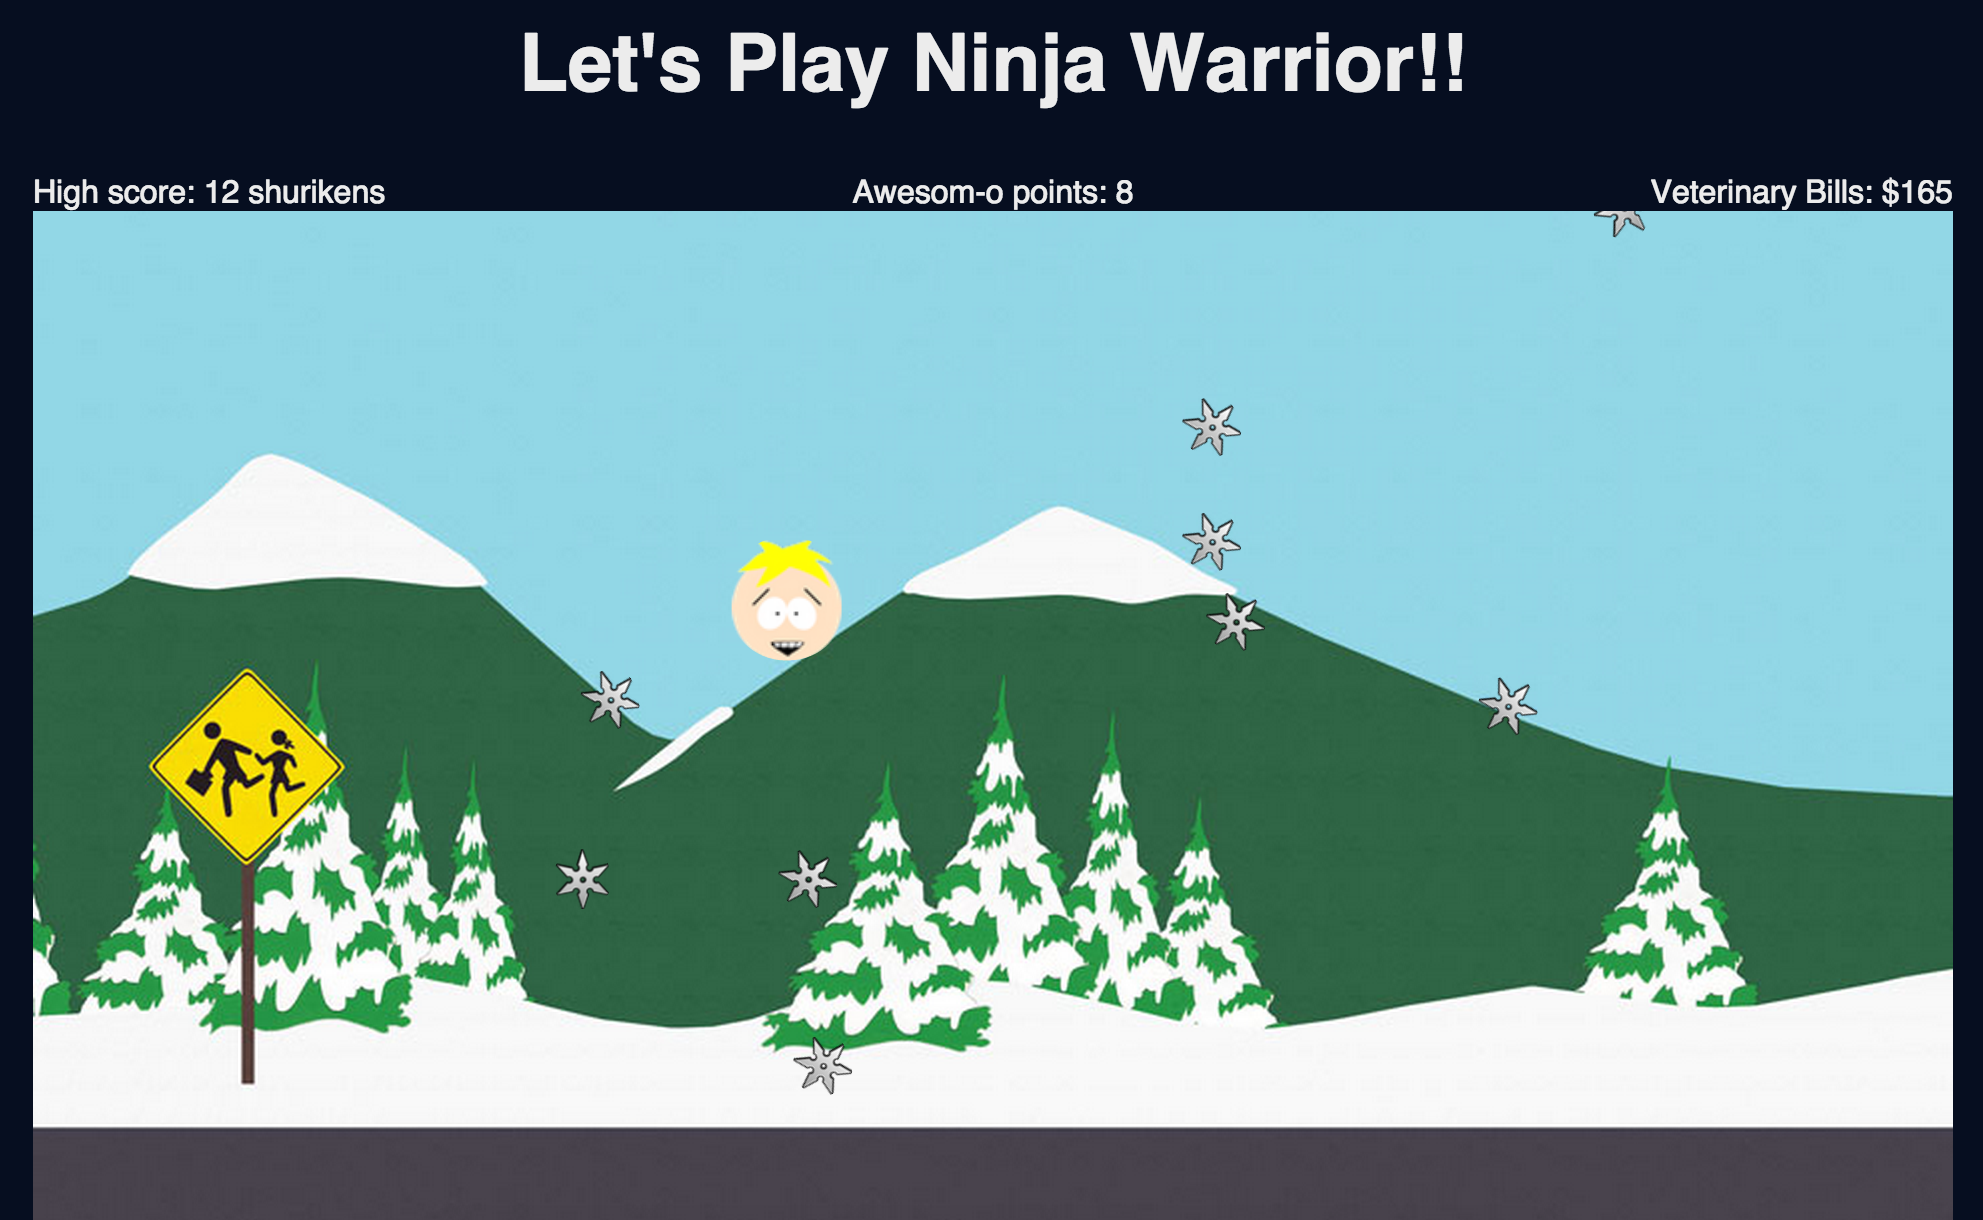 Let's Play Ninja Warrior!!
High score: 12 shurikens
Awesom-o points: 8
Veterinary Bills: $165